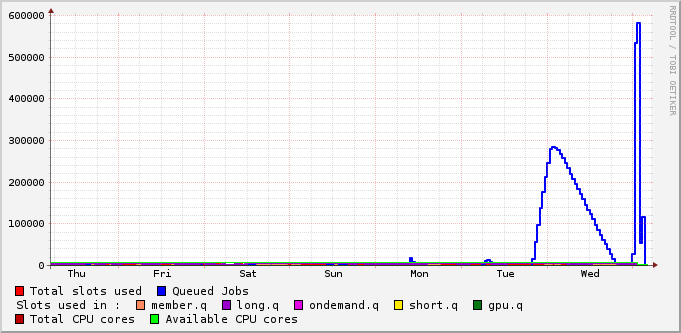 600000
500000
400000
300000
200000
100000
0
Thu Fri Sat Sun Mon Tue Wed
RRDTOOL / TOBI OETIKER
Total slots used Queued Jobs
Slots used in : member.q long.q ondemand.q short.q gpu.q
Total CPU cores Available CPU cores